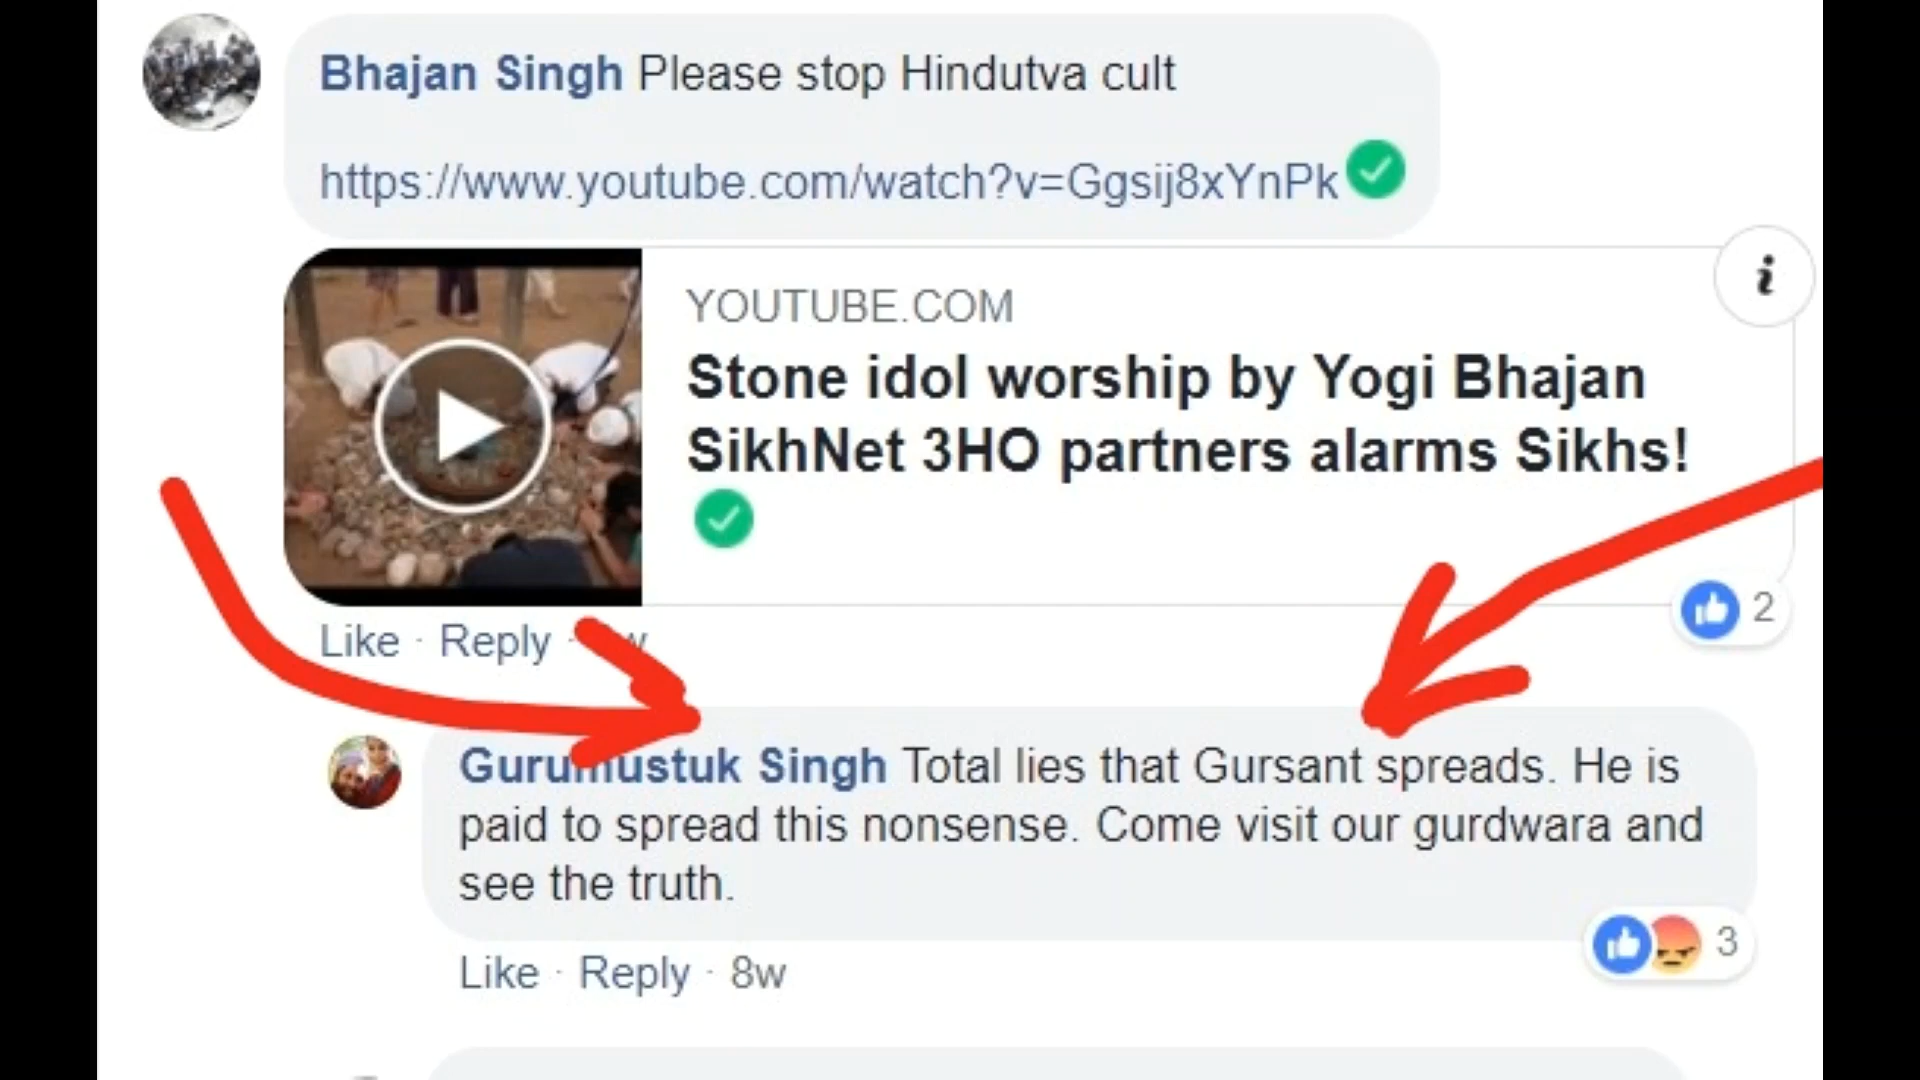 Bhajan Singh Please stop Hindutva cult
https://www.youtube.com/watch?v=Ggsij8xYnPk
YOUTUBE.COM
Stone idol worship by Yogi Bhajan
SikhNet 3HO partners alarms Sikhs!
2
Like · Reply ·
Gurumustuk Singh Total lies that Gursant spreads. He is
paid to spread this nonsense. Come visit our gurdwara and
see the truth.
3
Like · Reply · 8w